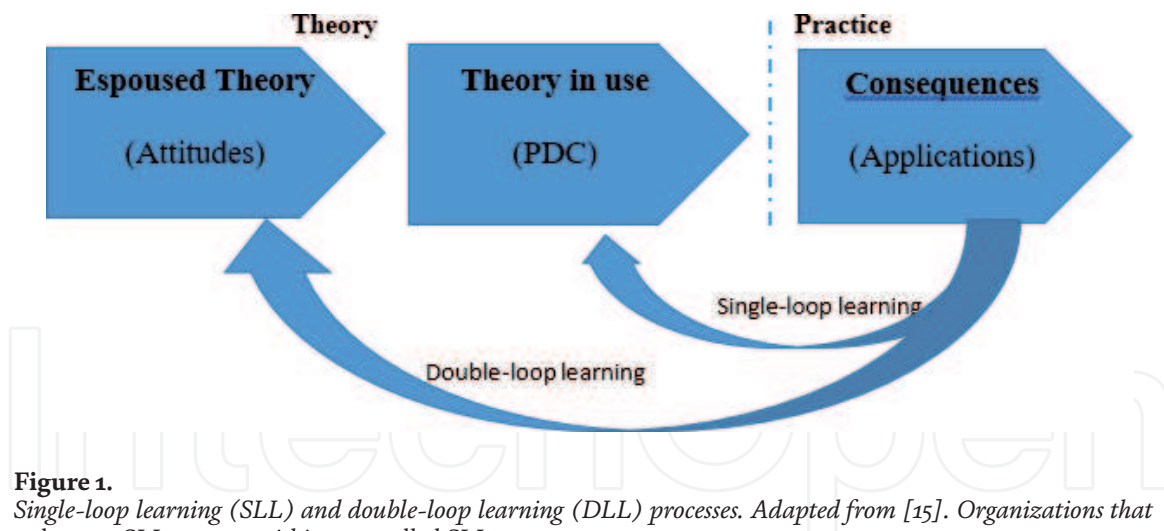 Theory Practice
Espoused Theory Theory in use Consequences
(Attitudes) (PDC) (Applications)
Single-loop learning
Double-loop learning
IntechOpen
Figure 1.
Single-loop learning (SLL) and double-loop learning (DLL) processes. Adapted from [15]. Organizations that